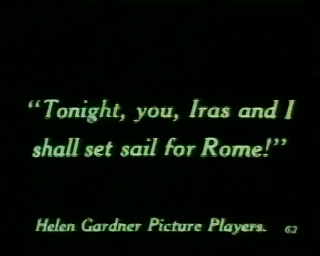 "Tonight, you, Iras and I
shall set sail for Rome!"
Helen Gardner Picture Players. 63